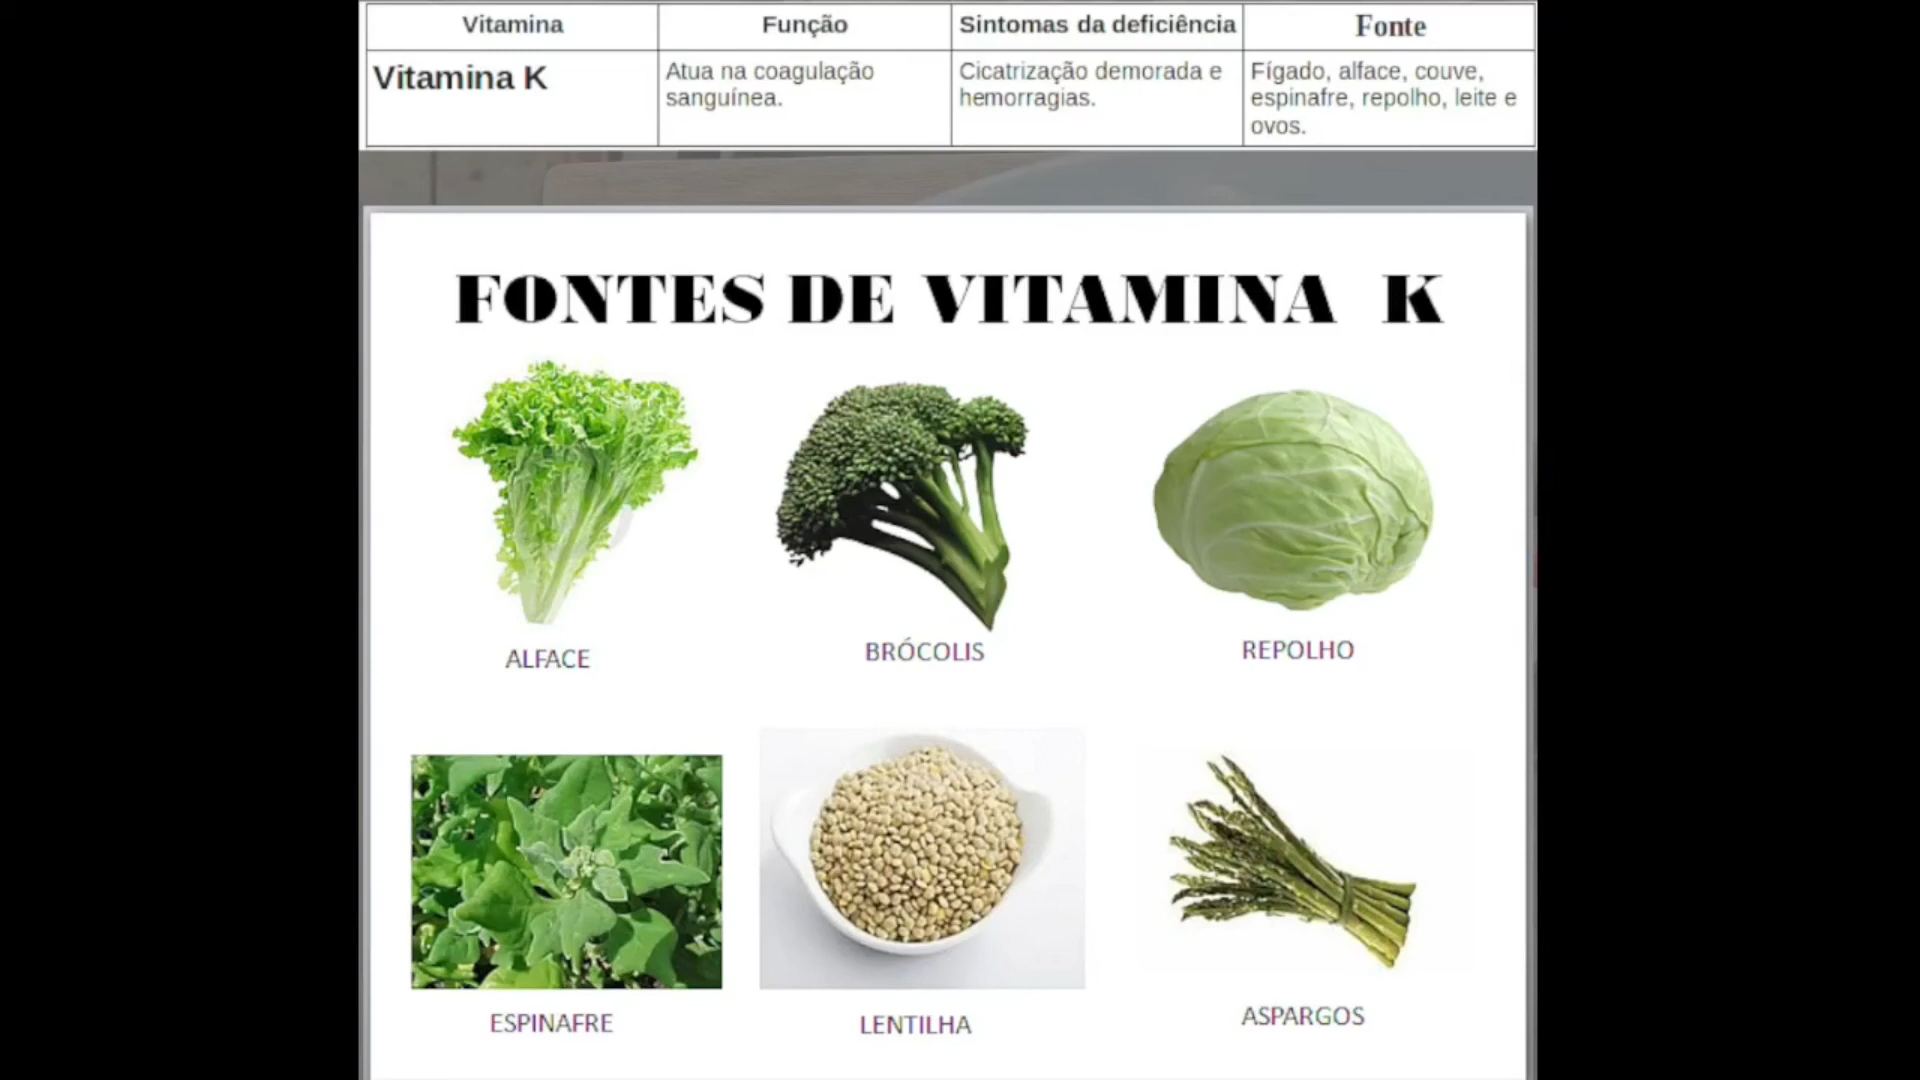 Vitamina Função Sintomas da deficiência Fonte
Vitamina K
Atua na coagulação
sanguínea.
Cicatrização demorada e
hemorragias.
Fígado, alface, couve,
espinafre, repolho, leite e
ovos.
FONTES DE VITAMINA K
ALFACE BRÓCOLIS REPOLHO
ESPINAFRE LENTILHA ASPARGOS